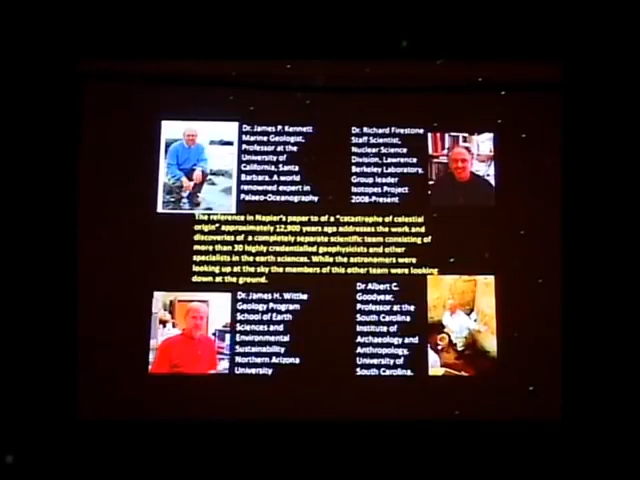 Dr. James P. Kennett
Marine Geologist,
Professor at the
University of
California, Santa
Barbara. A world
renowned expert in
Palaeo-Oceanography
Dr. Richard Firestone
Staff Scientist,
Nuclear Science
Division, Lawrence
Berkeley Laboratory.
Group leader
Isotopes Project
2008-Present
The reference in Napier's paper to of a "catastrophe of celestial
origin" approximately 12,900 years ago addresses the work and
discoveries of a completely separate scientific team consisting of
more than 30 highly credentialled geophysicists and other
specialists in the earth sciences. While the astronomers were
looking up at the sky the members of this other team were looking
down at the ground.
Dr. James H. Wittke
Geology Program
School of Earth
Sciences and
Environmental
Sustainability
Northern Arizona
University
Dr Albert C.
Goodyear,
Professor at the
South Carolina
Institute of
Archaeology and
Anthropology,
University of
South Carolina.